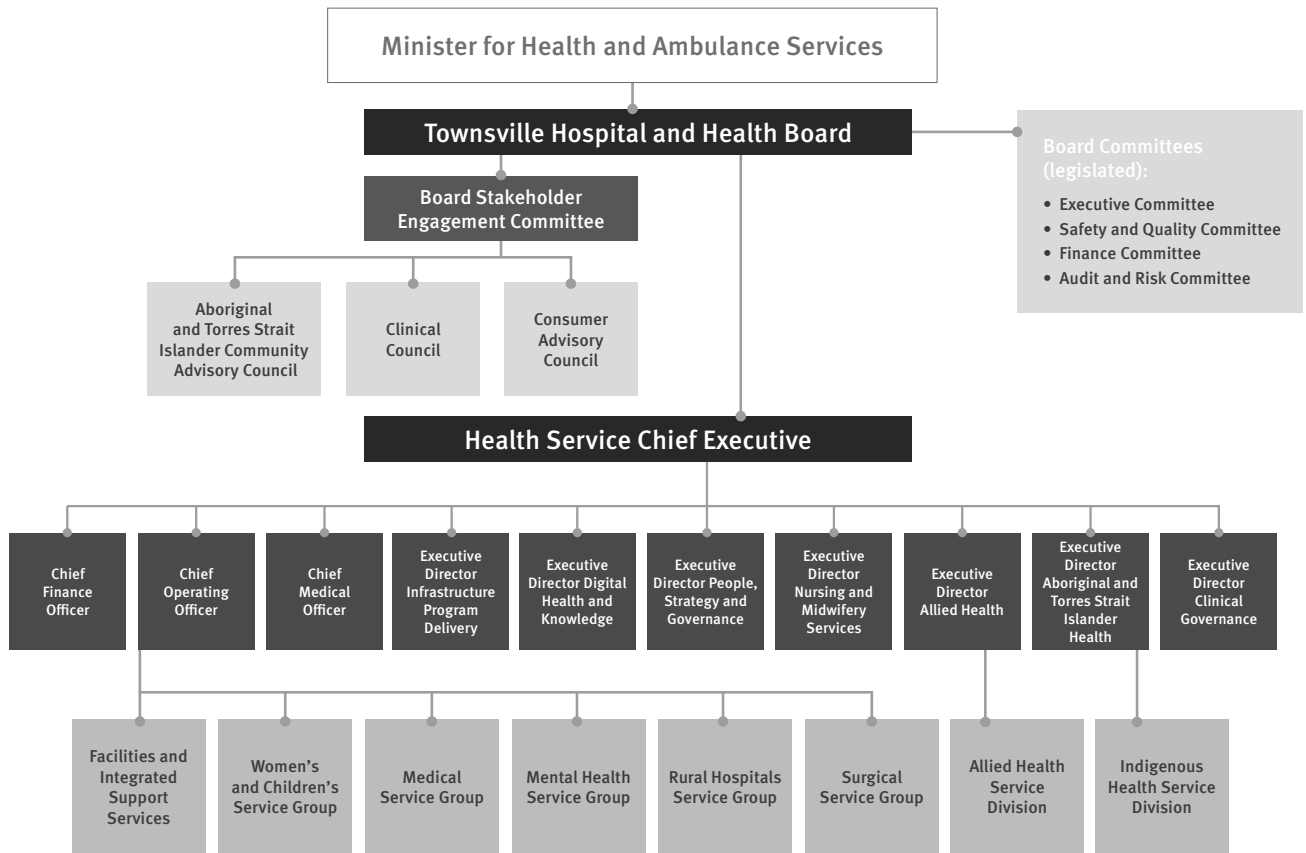 Minister for Health and Ambulance Services
Townsville Hospital and Health Board
Board Committees
(legislated):
• Executive Committee
• Safety and Quality Committee
• Finance Committee
• Audit and Risk Committee
Board Stakeholder
Engagement Committee
Aboriginal
and Torres Strait
Islander Community
Advisory Council
Clinical
Council
Consumer
Advisory
Council
Health Service Chief Executive
Chief
Finance
Officer
Chief
Operating
Officer
Chief
Medical
Officer
Executive
Director
Infrastructure
Program
Delivery
Executive
Director Digital
Health and
Knowledge
Executive
Director People,
Strategy and
Governance
Executive
Director
Nursing and
Midwifery
Services
Executive
Director
Allied Health
Executive
Director
Aboriginal and
Torres Strait
Islander
Health
Executive
Director
Clinical
Governance
Facilities and
Integrated
Support
Services
Women's
and Children's
Service Group
Medical
Service Group
Mental Health
Service Group
Rural Hospitals
Service Group
Surgical
Service Group
Allied Health
Service
Division
Indigenous
Health Service
Division